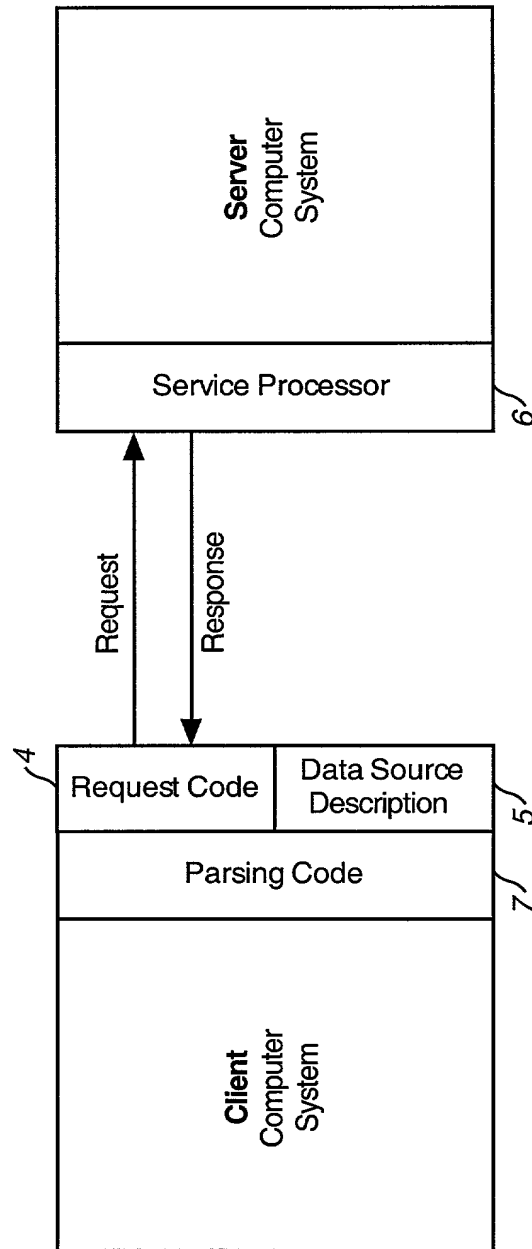 Server
Computer
System
Service Processor
6
Request
Response
4
Request Code
Data Source
Description
5
Parsing Code
7
Client
Computer
System